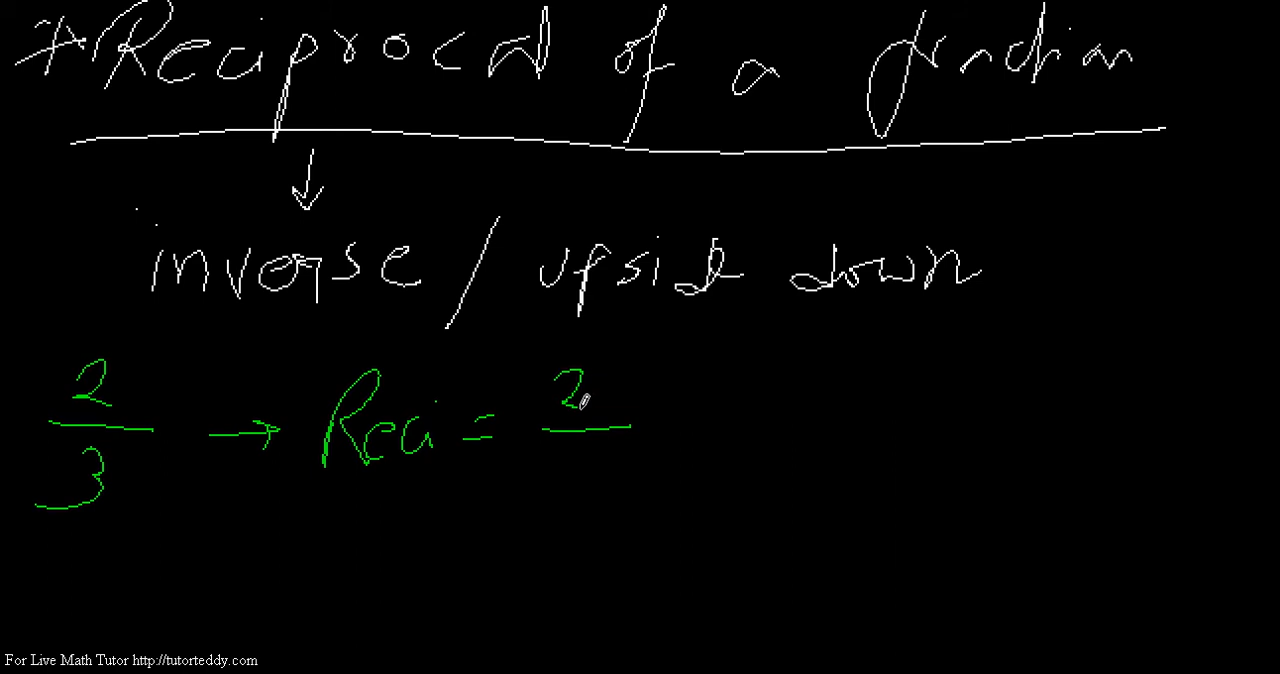 * Reciprocal of a fraction
inverse / upside down
2/3 → Reci = 2
For Live Math Tutor http://tutorteddy.com